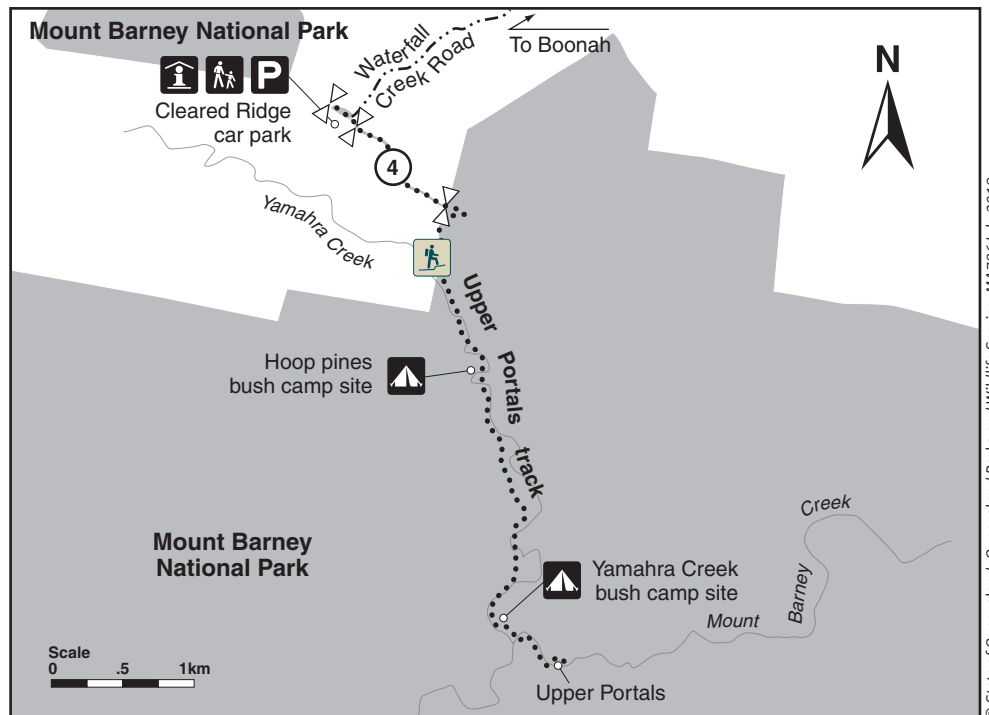 Mount Barney National Park
P
Cleared Ridge
car park
Waterfall
Creek Road
To Boonah
N
4
Yamahra Creek
Upper Portals track
Hoop pines
bush camp site
Mount Barney
National Park
Yamahra Creek
bush camp site
Mount Barney Creek
Upper Portals
Scale
0 .5 1km